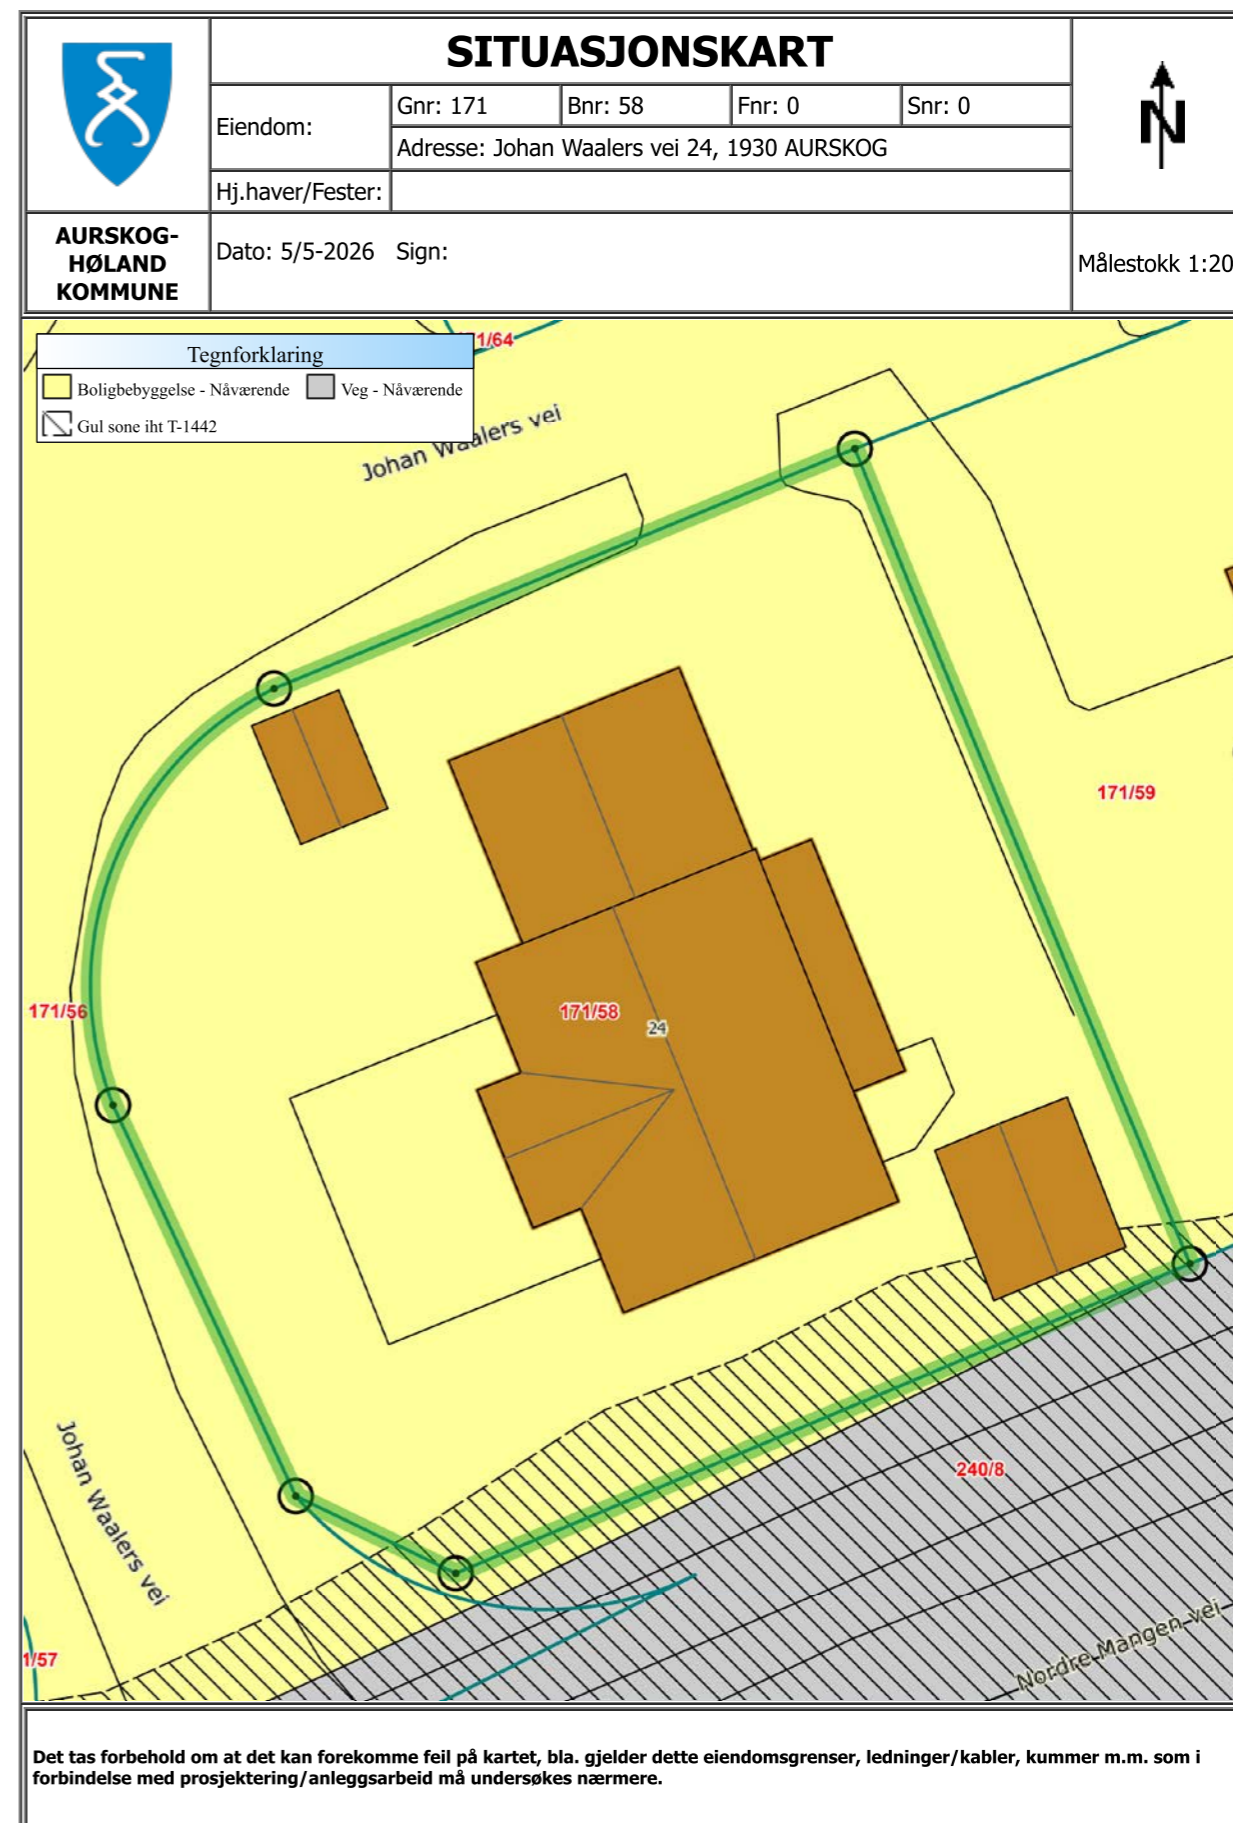 SITUASJONSKART
Eiendom:
Gnr: 171
Bnr: 58
Fnr: 0
Snr: 0
Adresse: Johan Waalers vei 24, 1930 AURSKOG
Hj.haver/Fester:
N
AURSKOG-
HØLAND
KOMMUNE
Dato: 5/5-2026 Sign:
Målestokk 1:20
Tegnforklaring
Boligbebyggelse - Nåværende
Veg - Nåværende
Gul sone iht T-1442
1/64
Johan Waalers vei
171/59
171/56
171/58
24
Johan Waalers vei
240/8
1/57
Nordre Mangen vei
Det tas forbehold om at det kan forekomme feil på kartet, bla. gjelder dette eiendomsgrenser, ledninger/kabler, kummer m.m. som i
forbindelse med prosjektering/anleggsarbeid må undersøkes nærmere.